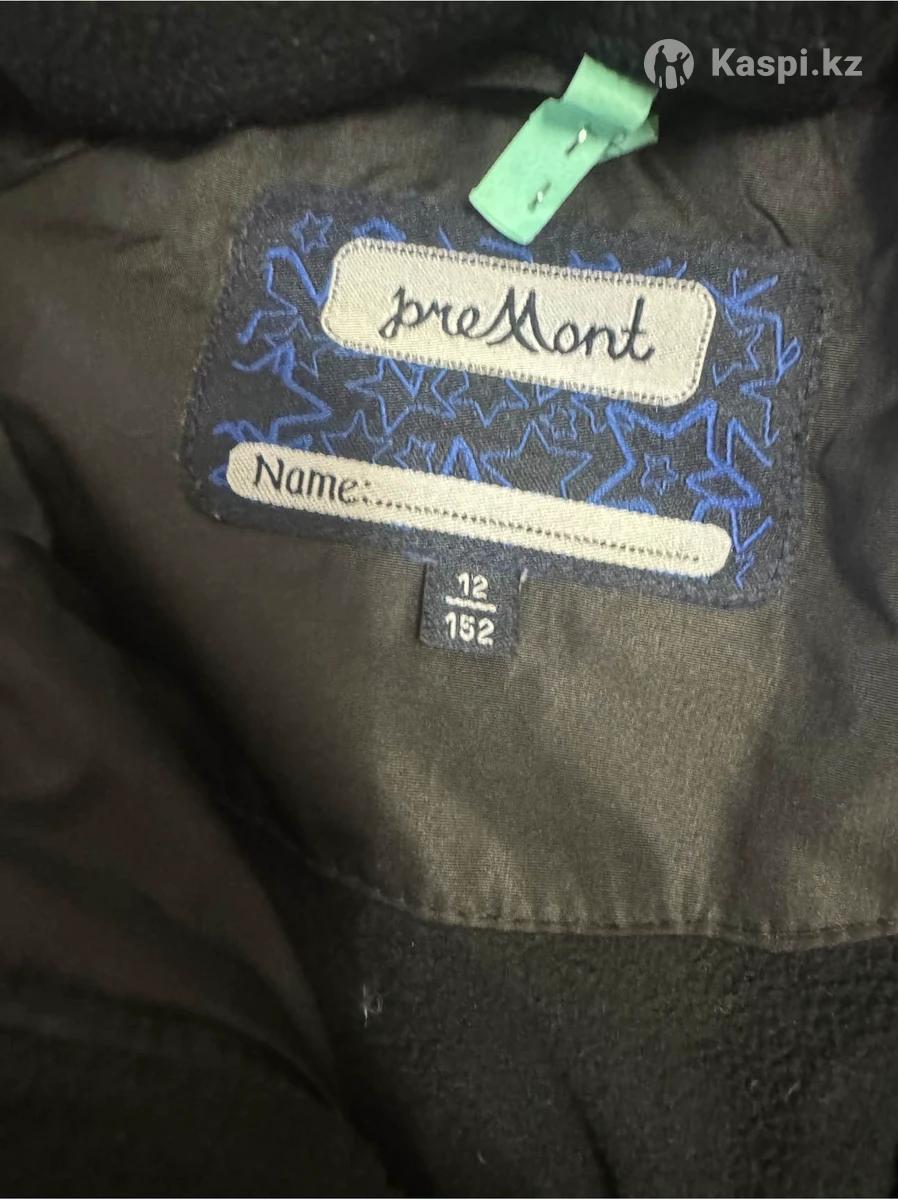 Kaspi.kz
preMont
Name:
12
152